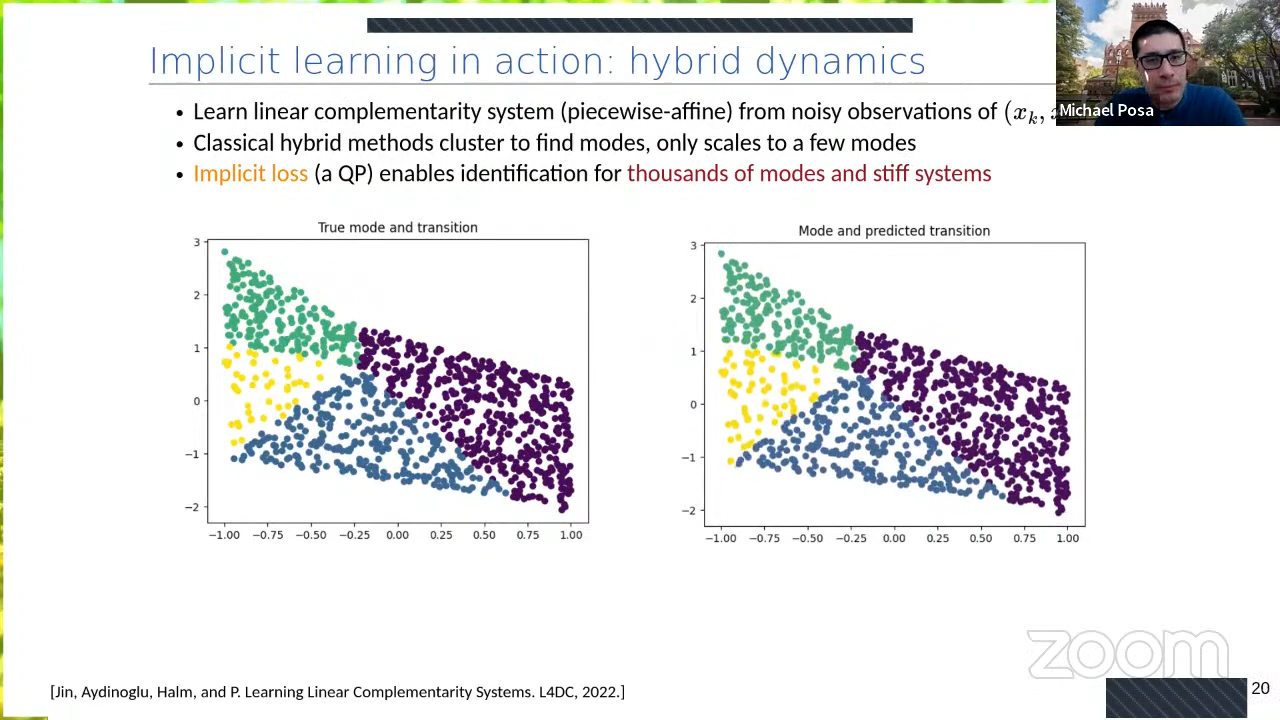 Implicit learning in action: hybrid dynamics
• Learn linear complementarity system (piecewise-affine) from noisy observations of (xₖ,
• Classical hybrid methods cluster to find modes, only scales to a few modes
• Implicit loss (a QP) enables identification for thousands of modes and stiff systems
Michael Posa
True mode and transition
3
2
1
0
−1
−2
−1.00 −0.75 −0.50 −0.25 0.00 0.25 0.50 0.75 1.00
Mode and predicted transition
3
2
1
0
−1
−2
−1.00 −0.75 −0.50 −0.25 0.00 0.25 0.50 0.75 1.00
zoom
[Jin, Aydinoglu, Halm, and P. Learning Linear Complementarity Systems. L4DC, 2022.]
20